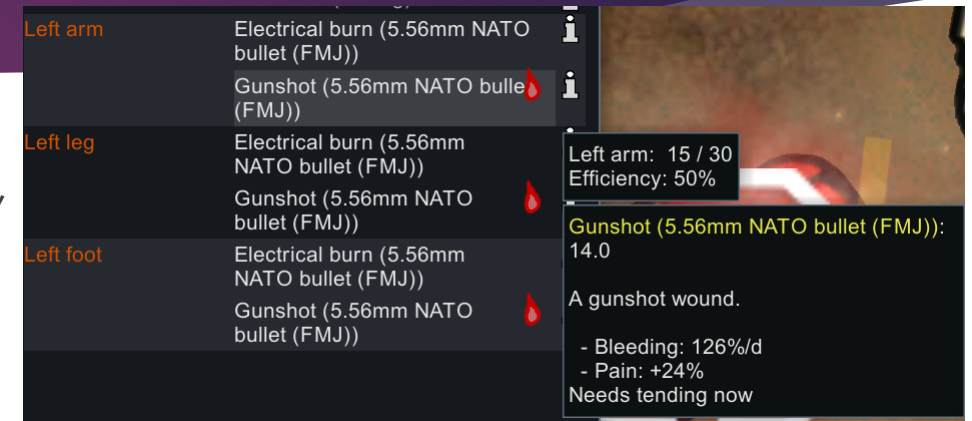 Left arm
Electrical burn (5.56mm NATO
bullet (FMJ))
Gunshot (5.56mm NATO bulle
(FMJ))
Left leg
Electrical burn (5.56mm
NATO bullet (FMJ))
Gunshot (5.56mm NATO
bullet (FMJ))
Left foot
Electrical burn (5.56mm
NATO bullet (FMJ))
Gunshot (5.56mm NATO
bullet (FMJ))
Left arm: 15 / 30
Efficiency: 50%
Gunshot (5.56mm NATO bullet (FMJ)):
14.0
A gunshot wound.
- Bleeding: 126%/d
- Pain: +24%
Needs tending now